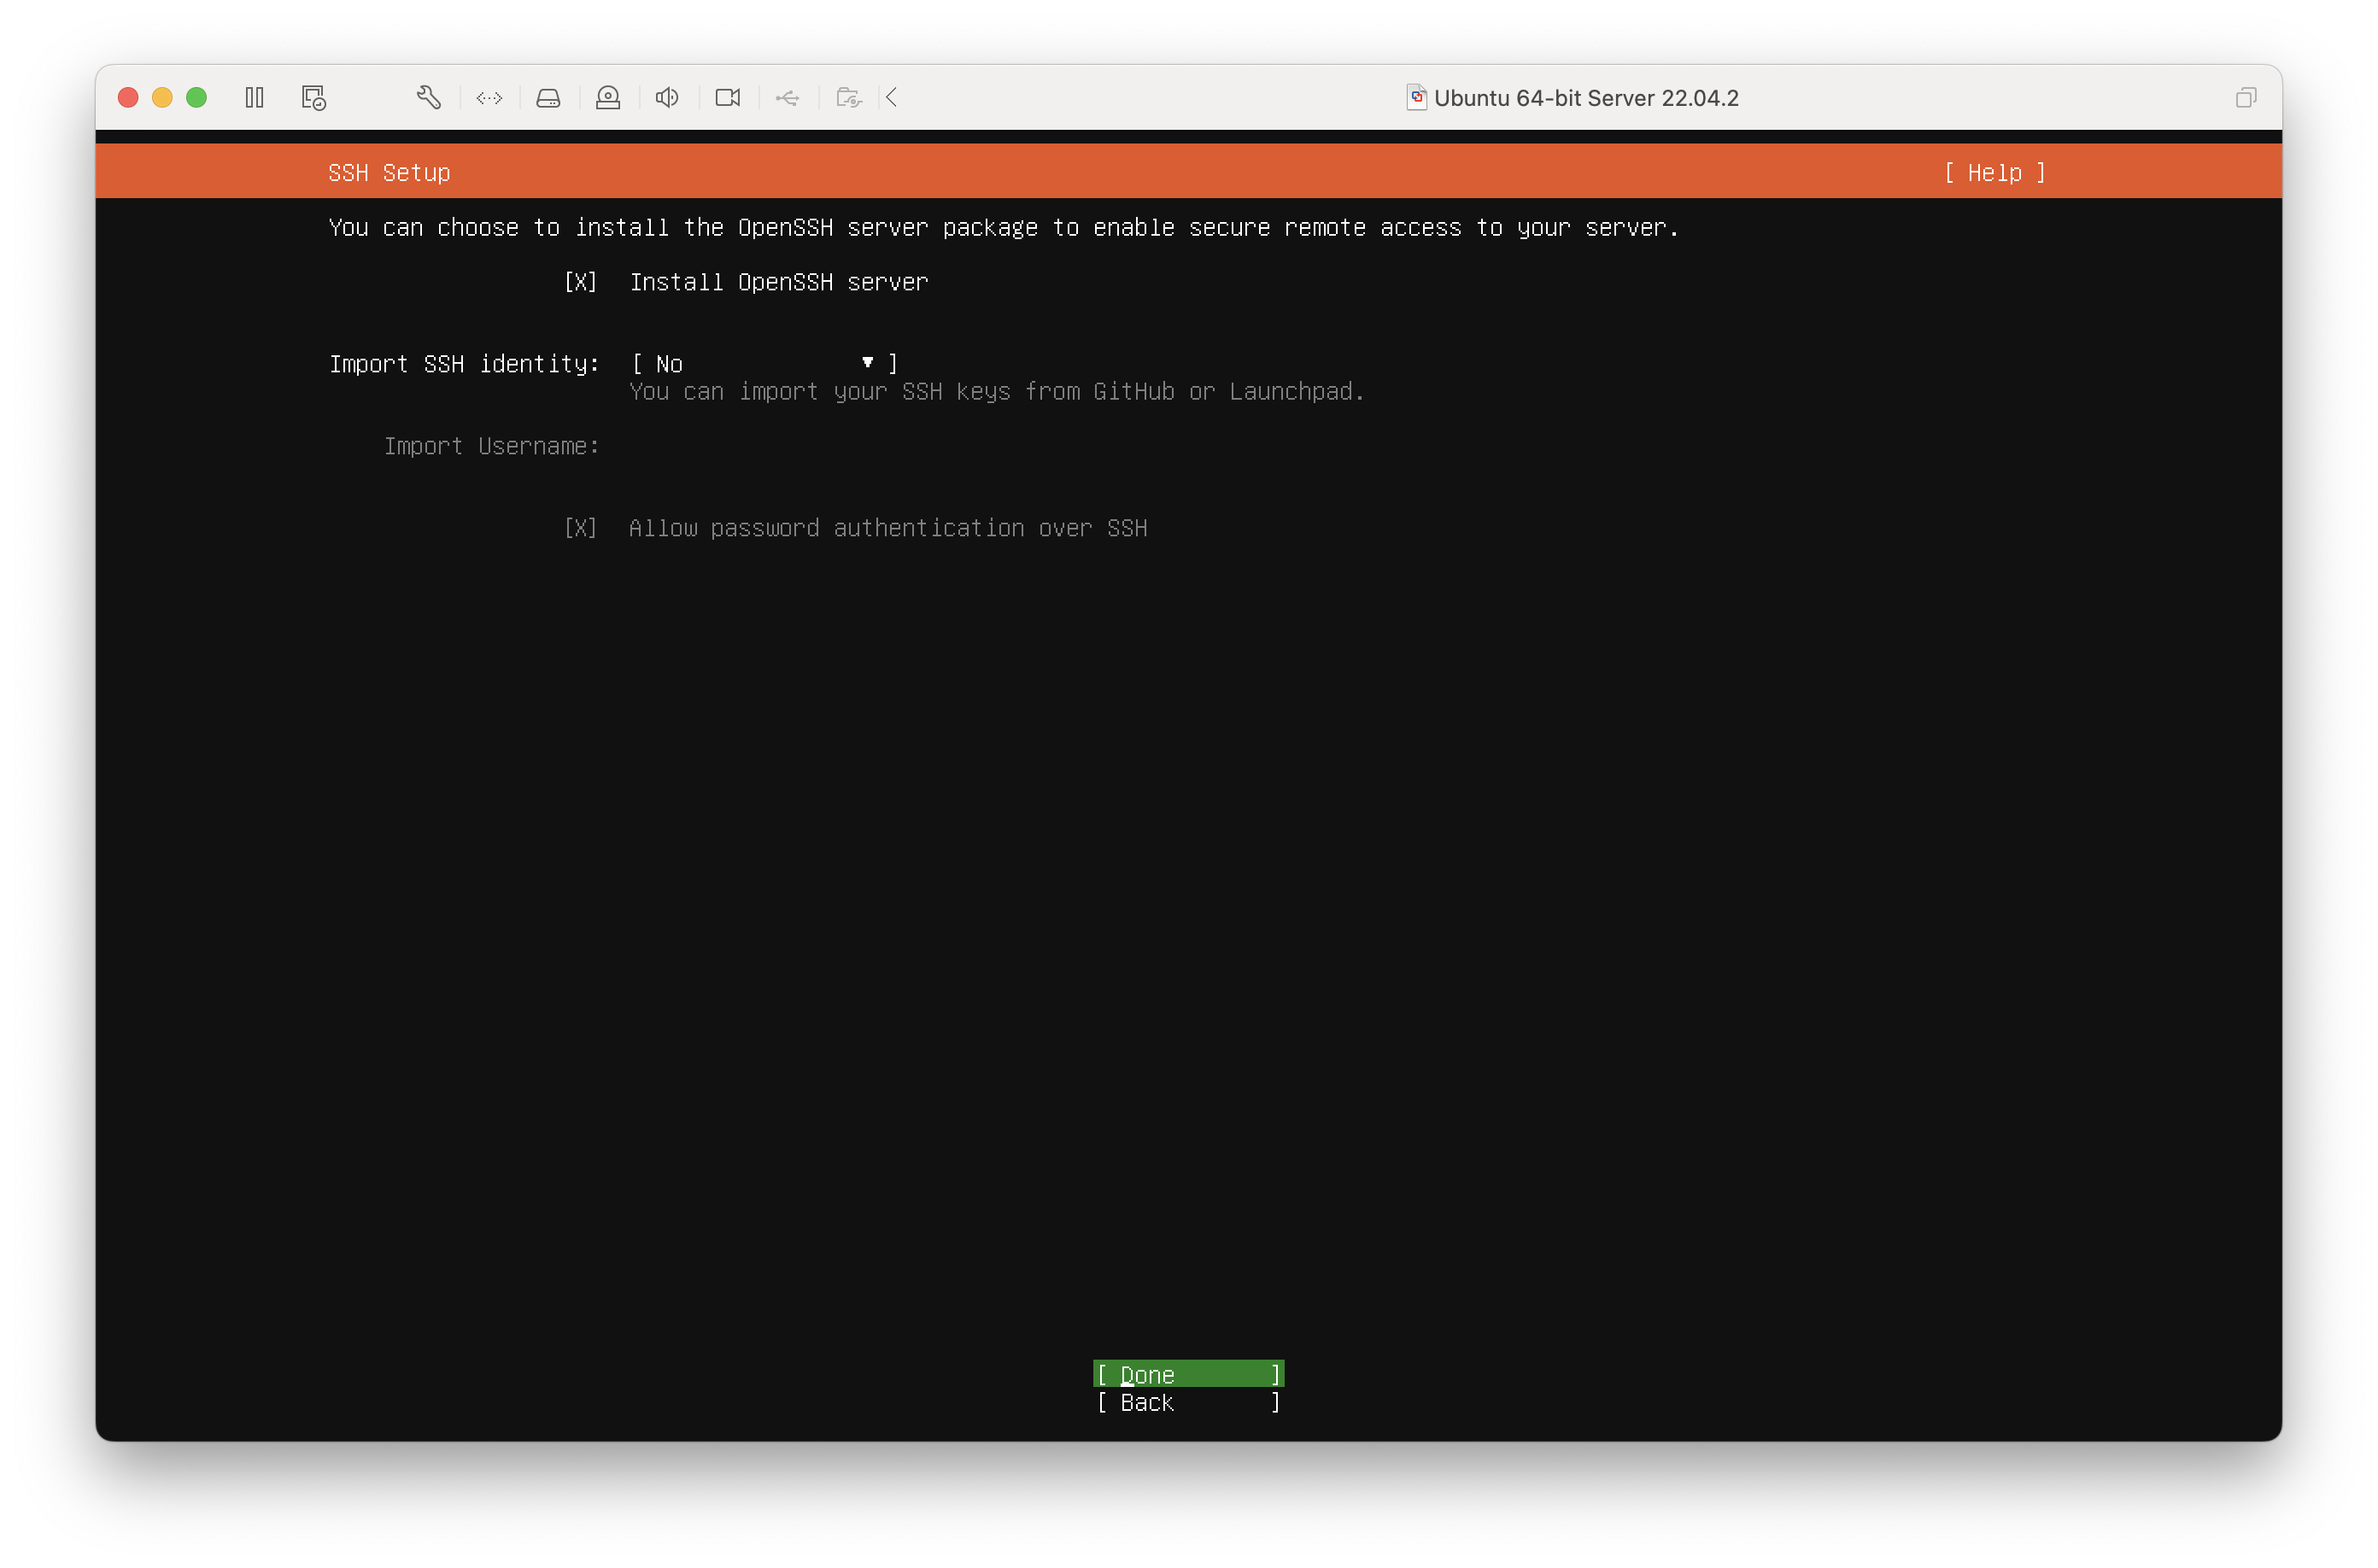 Ubuntu 64-bit Server 22.04.2
SSH Setup [ Help ]
You can choose to install the OpenSSH server package to enable secure remote access to your server.
[X] Install OpenSSH server
Import SSH identity: [ No ▼ ]
You can import your SSH keys from GitHub or Launchpad.
Import Username:
[X] Allow password authentication over SSH
[ Done ]
[ Back ]